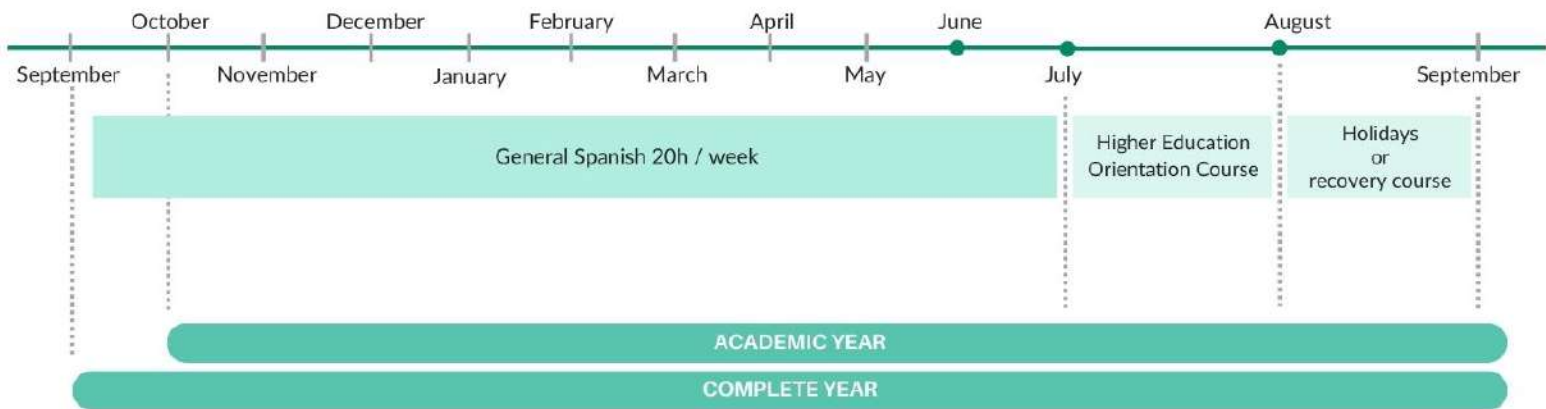 October December February April June August
September November January March May July September
General Spanish 20h / week
Higher Education
Orientation Course
Holidays
or
recovery course
ACADEMIC YEAR
COMPLETE YEAR